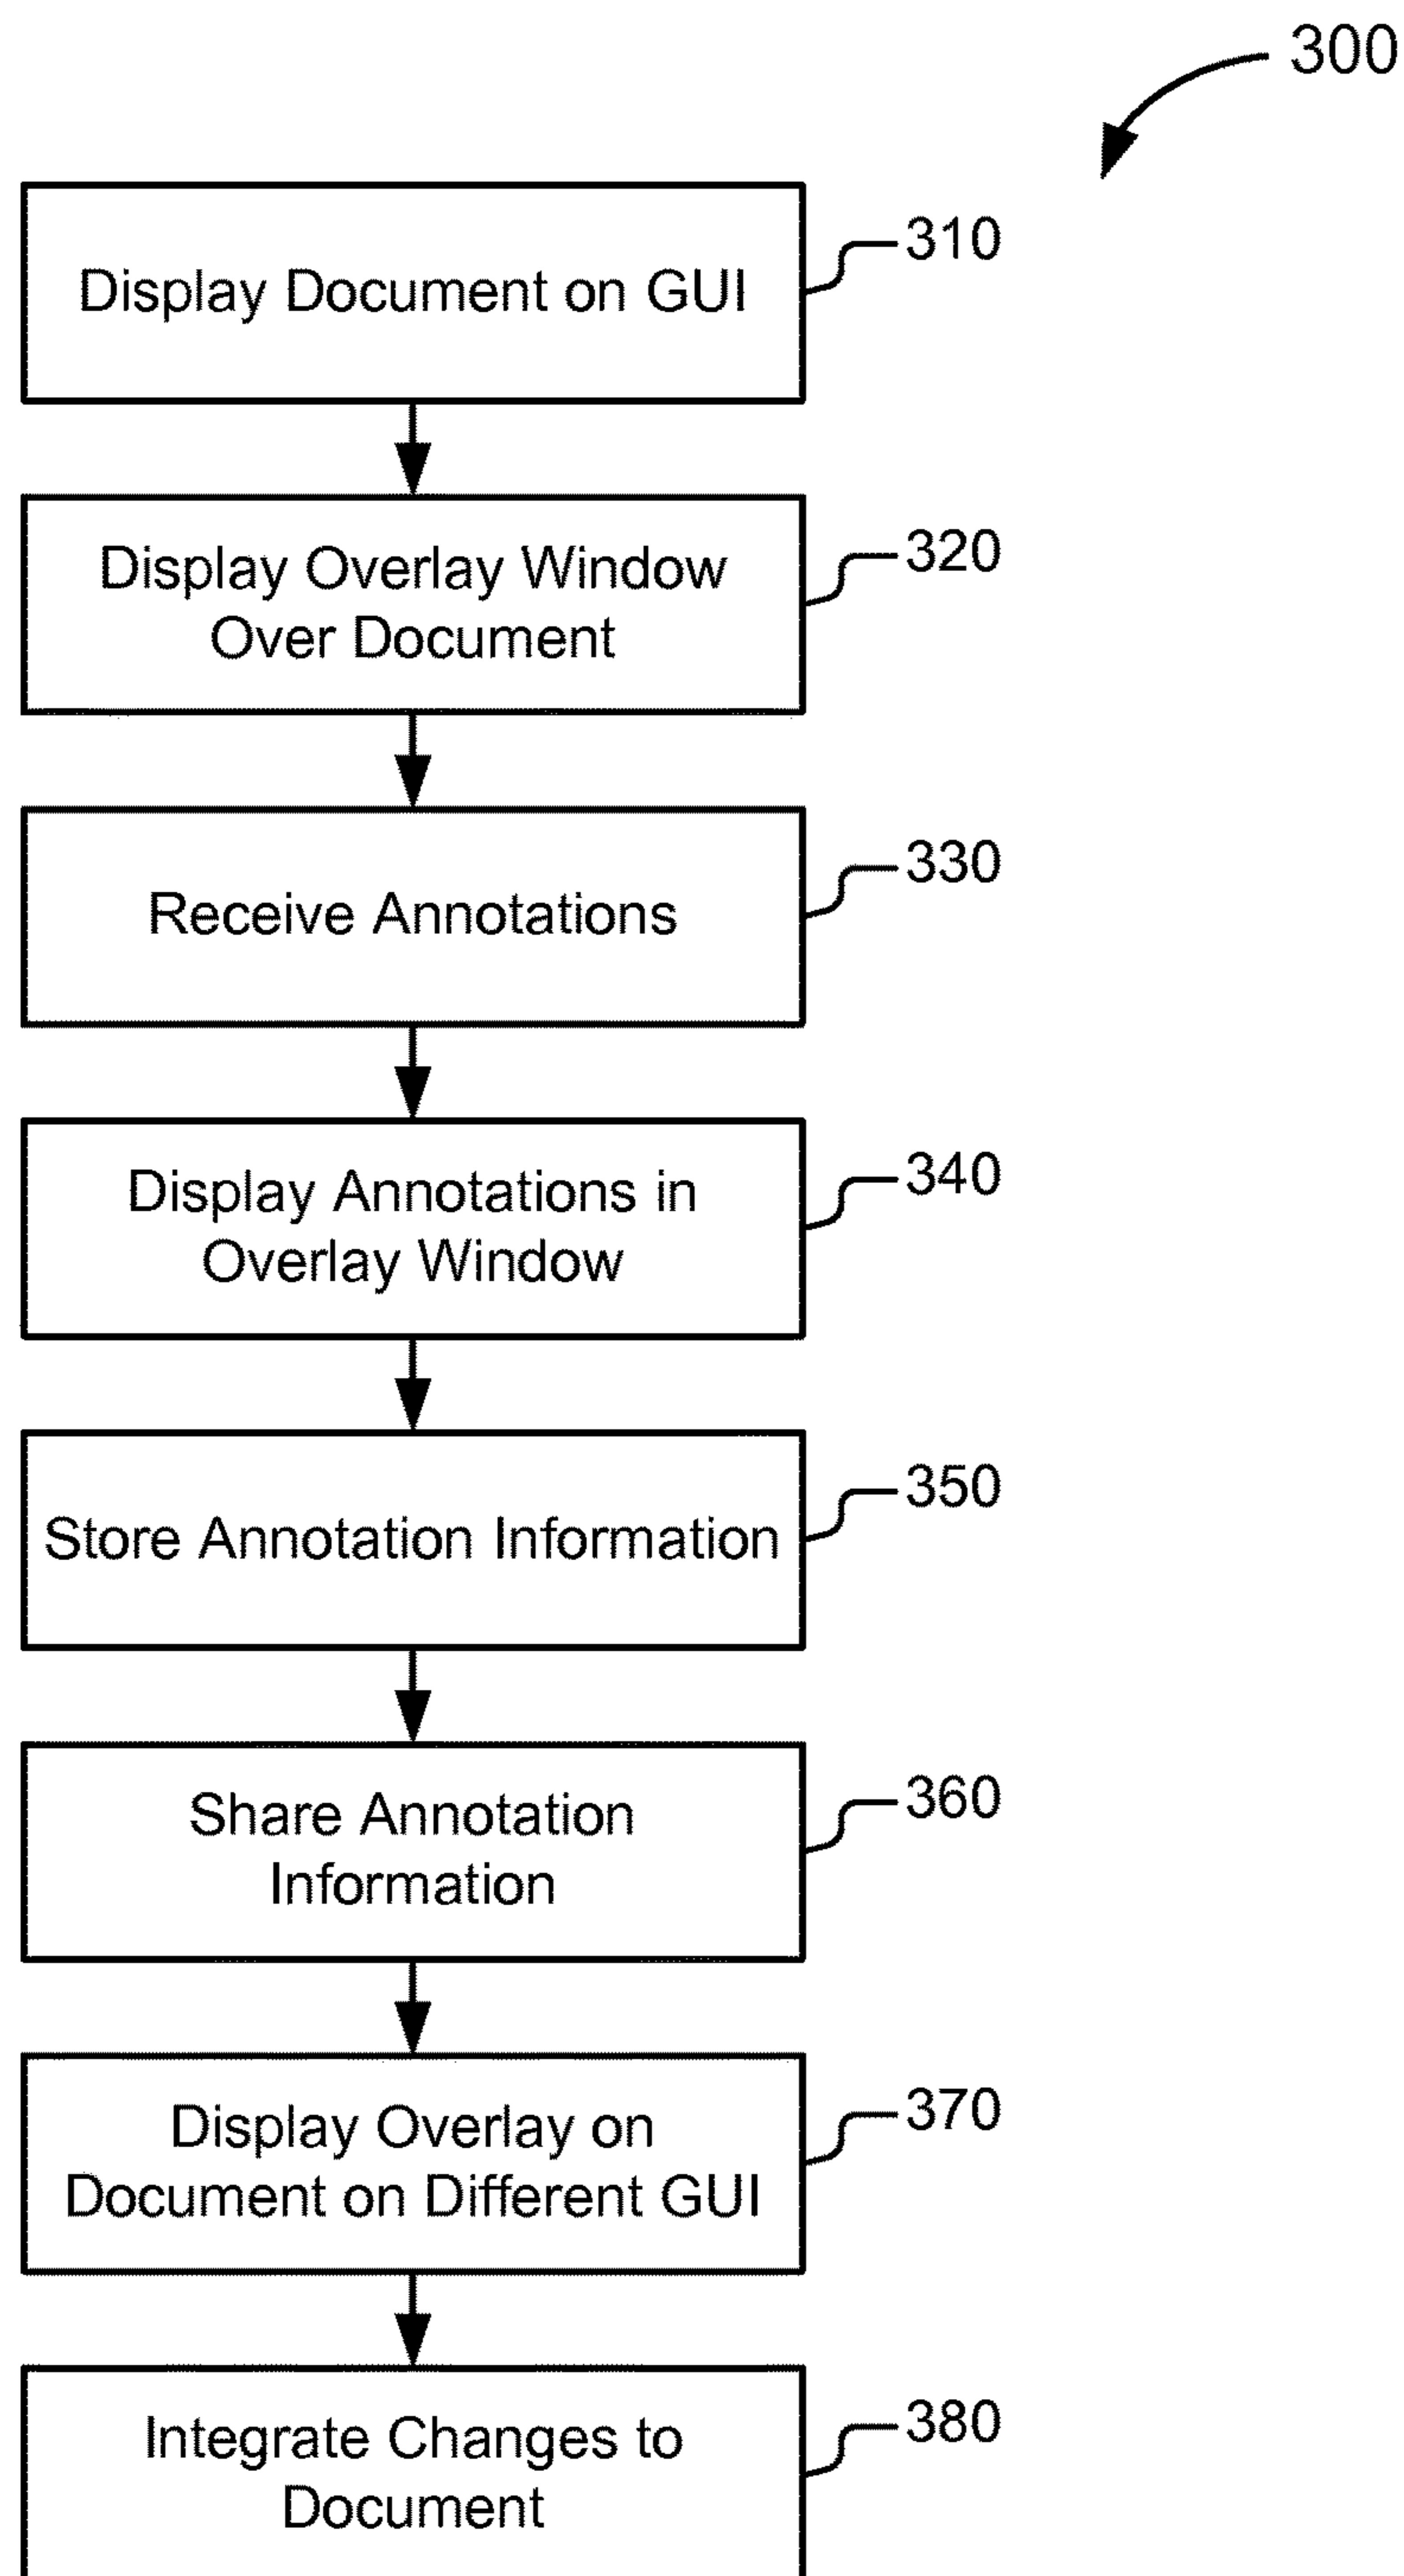 300
Display Document on GUI
310
Display Overlay Window
Over Document
320
Receive Annotations
330
Display Annotations in
Overlay Window
340
Store Annotation Information
350
Share Annotation
Information
360
Display Overlay on
Document on Different GUI
370
Integrate Changes to
Document
380